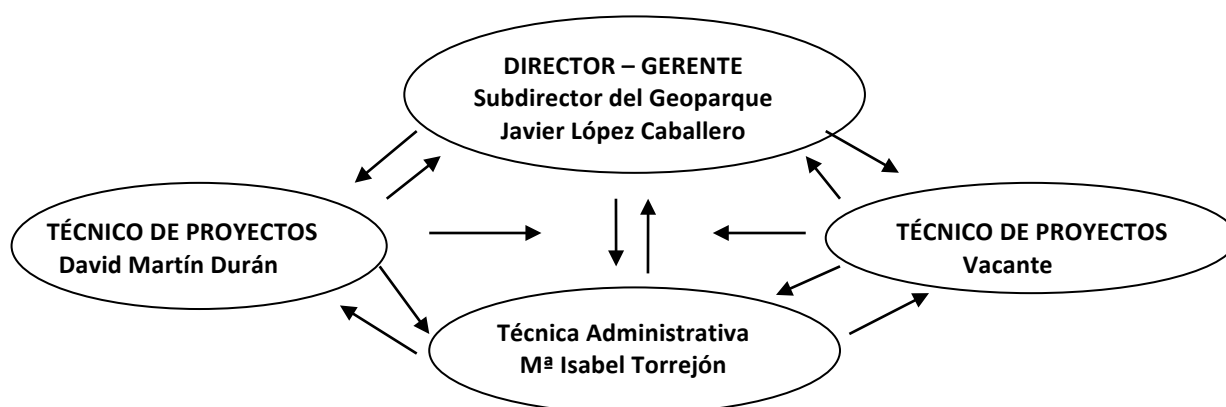 DIRECTOR – GERENTE
Subdirector del Geoparque
Javier López Caballero
TÉCNICO DE PROYECTOS
David Martín Durán
TÉCNICO DE PROYECTOS
Vacante
Técnica Administrativa
Mª Isabel Torrejón